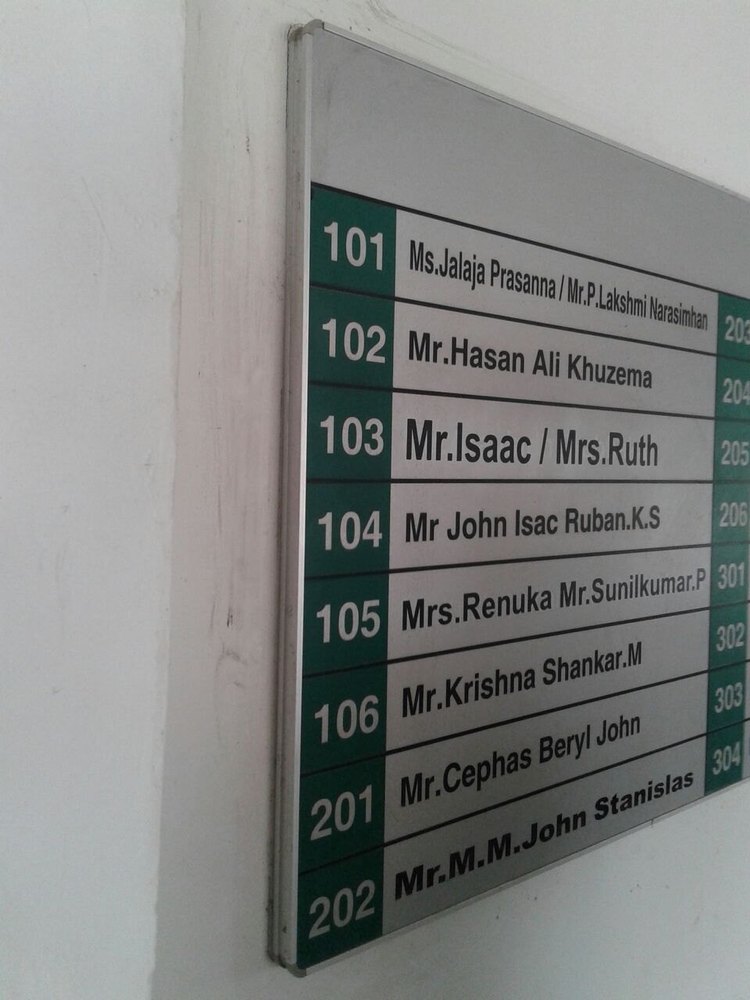 101 Ms.Jalaja Prasanna / Mr.P.Lakshmi Narasimhan
102 Mr.Hasan Ali Khuzema
103 Mr.Isaac / Mrs.Ruth
104 Mr John Isac Ruban.K.S
105 Mrs.Renuka Mr.Sunilkumar.P
106 Mr.Krishna Shankar.M
201 Mr.Cephas Beryl John
202 Mr.M.M.John Stanislas
203
204
205
206
301
302
303
304